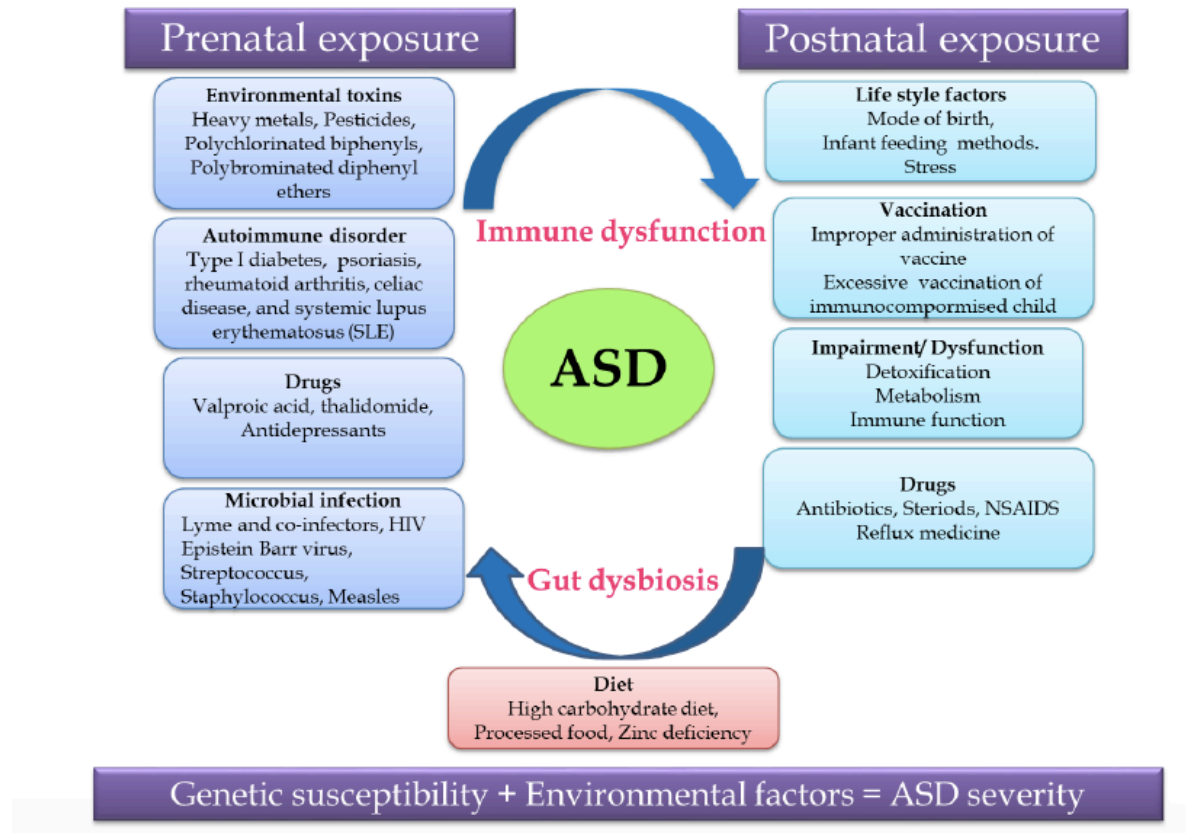 Prenatal exposure
Environmental toxins
Heavy metals, Pesticides,
Polychlorinated biphenyls,
Polybrominated diphenyl
ethers
Autoimmune disorder
Type I diabetes, psoriasis,
rheumatoid arthritis, celiac
disease, and systemic lupus
erythematosus (SLE)
Drugs
Valproic acid, thalidomide,
Antidepressants
Microbial infection
Lyme and co-infectors, HIV
Epistein Barr virus,
Streptococcus,
Staphylococcus, Measles
Immune dysfunction
ASD
Gut dysbiosis
Postnatal exposure
Life style factors
Mode of birth,
Infant feeding methods.
Stress
Vaccination
Improper administration of
vaccine
Excessive vaccination of
immunocompormised child
Impairment/ Dysfunction
Detoxification
Metabolism
Immune function
Drugs
Antibiotics, Steriods, NSAIDS
Reflux medicine
Diet
High carbohydrate diet,
Processed food, Zinc deficiency
Genetic susceptibility + Environmental factors = ASD severity